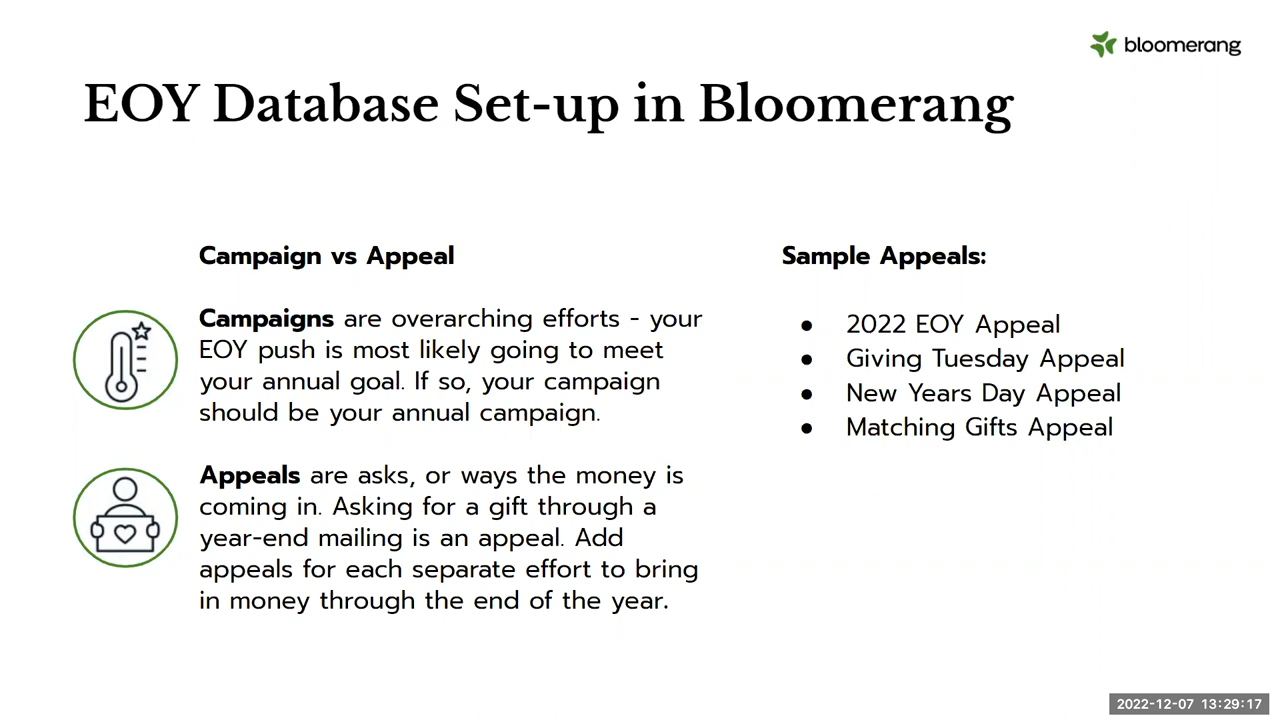 bloomerang
EOY Database Set-up in Bloomerang
Campaign vs Appeal
Campaigns are overarching efforts - your
EOY push is most likely going to meet
your annual goal. If so, your campaign
should be your annual campaign.
Appeals are asks, or ways the money is
coming in. Asking for a gift through a
year-end mailing is an appeal. Add
appeals for each separate effort to bring
in money through the end of the year.
Sample Appeals:
● 2022 EOY Appeal
● Giving Tuesday Appeal
● New Years Day Appeal
● Matching Gifts Appeal
2022-12-07 13:29:17